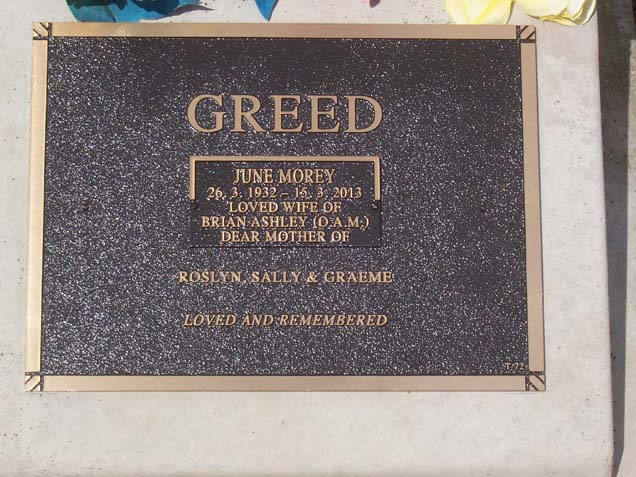 GREED
JUNE MOREY
26. 3. 1932 – 15. 3. 2013
LOVED WIFE OF
BRIAN ASHLEY (O.A.M.)
DEAR MOTHER OF
ROSLYN, SALLY & GRAEME
LOVED AND REMEMBERED
T-72